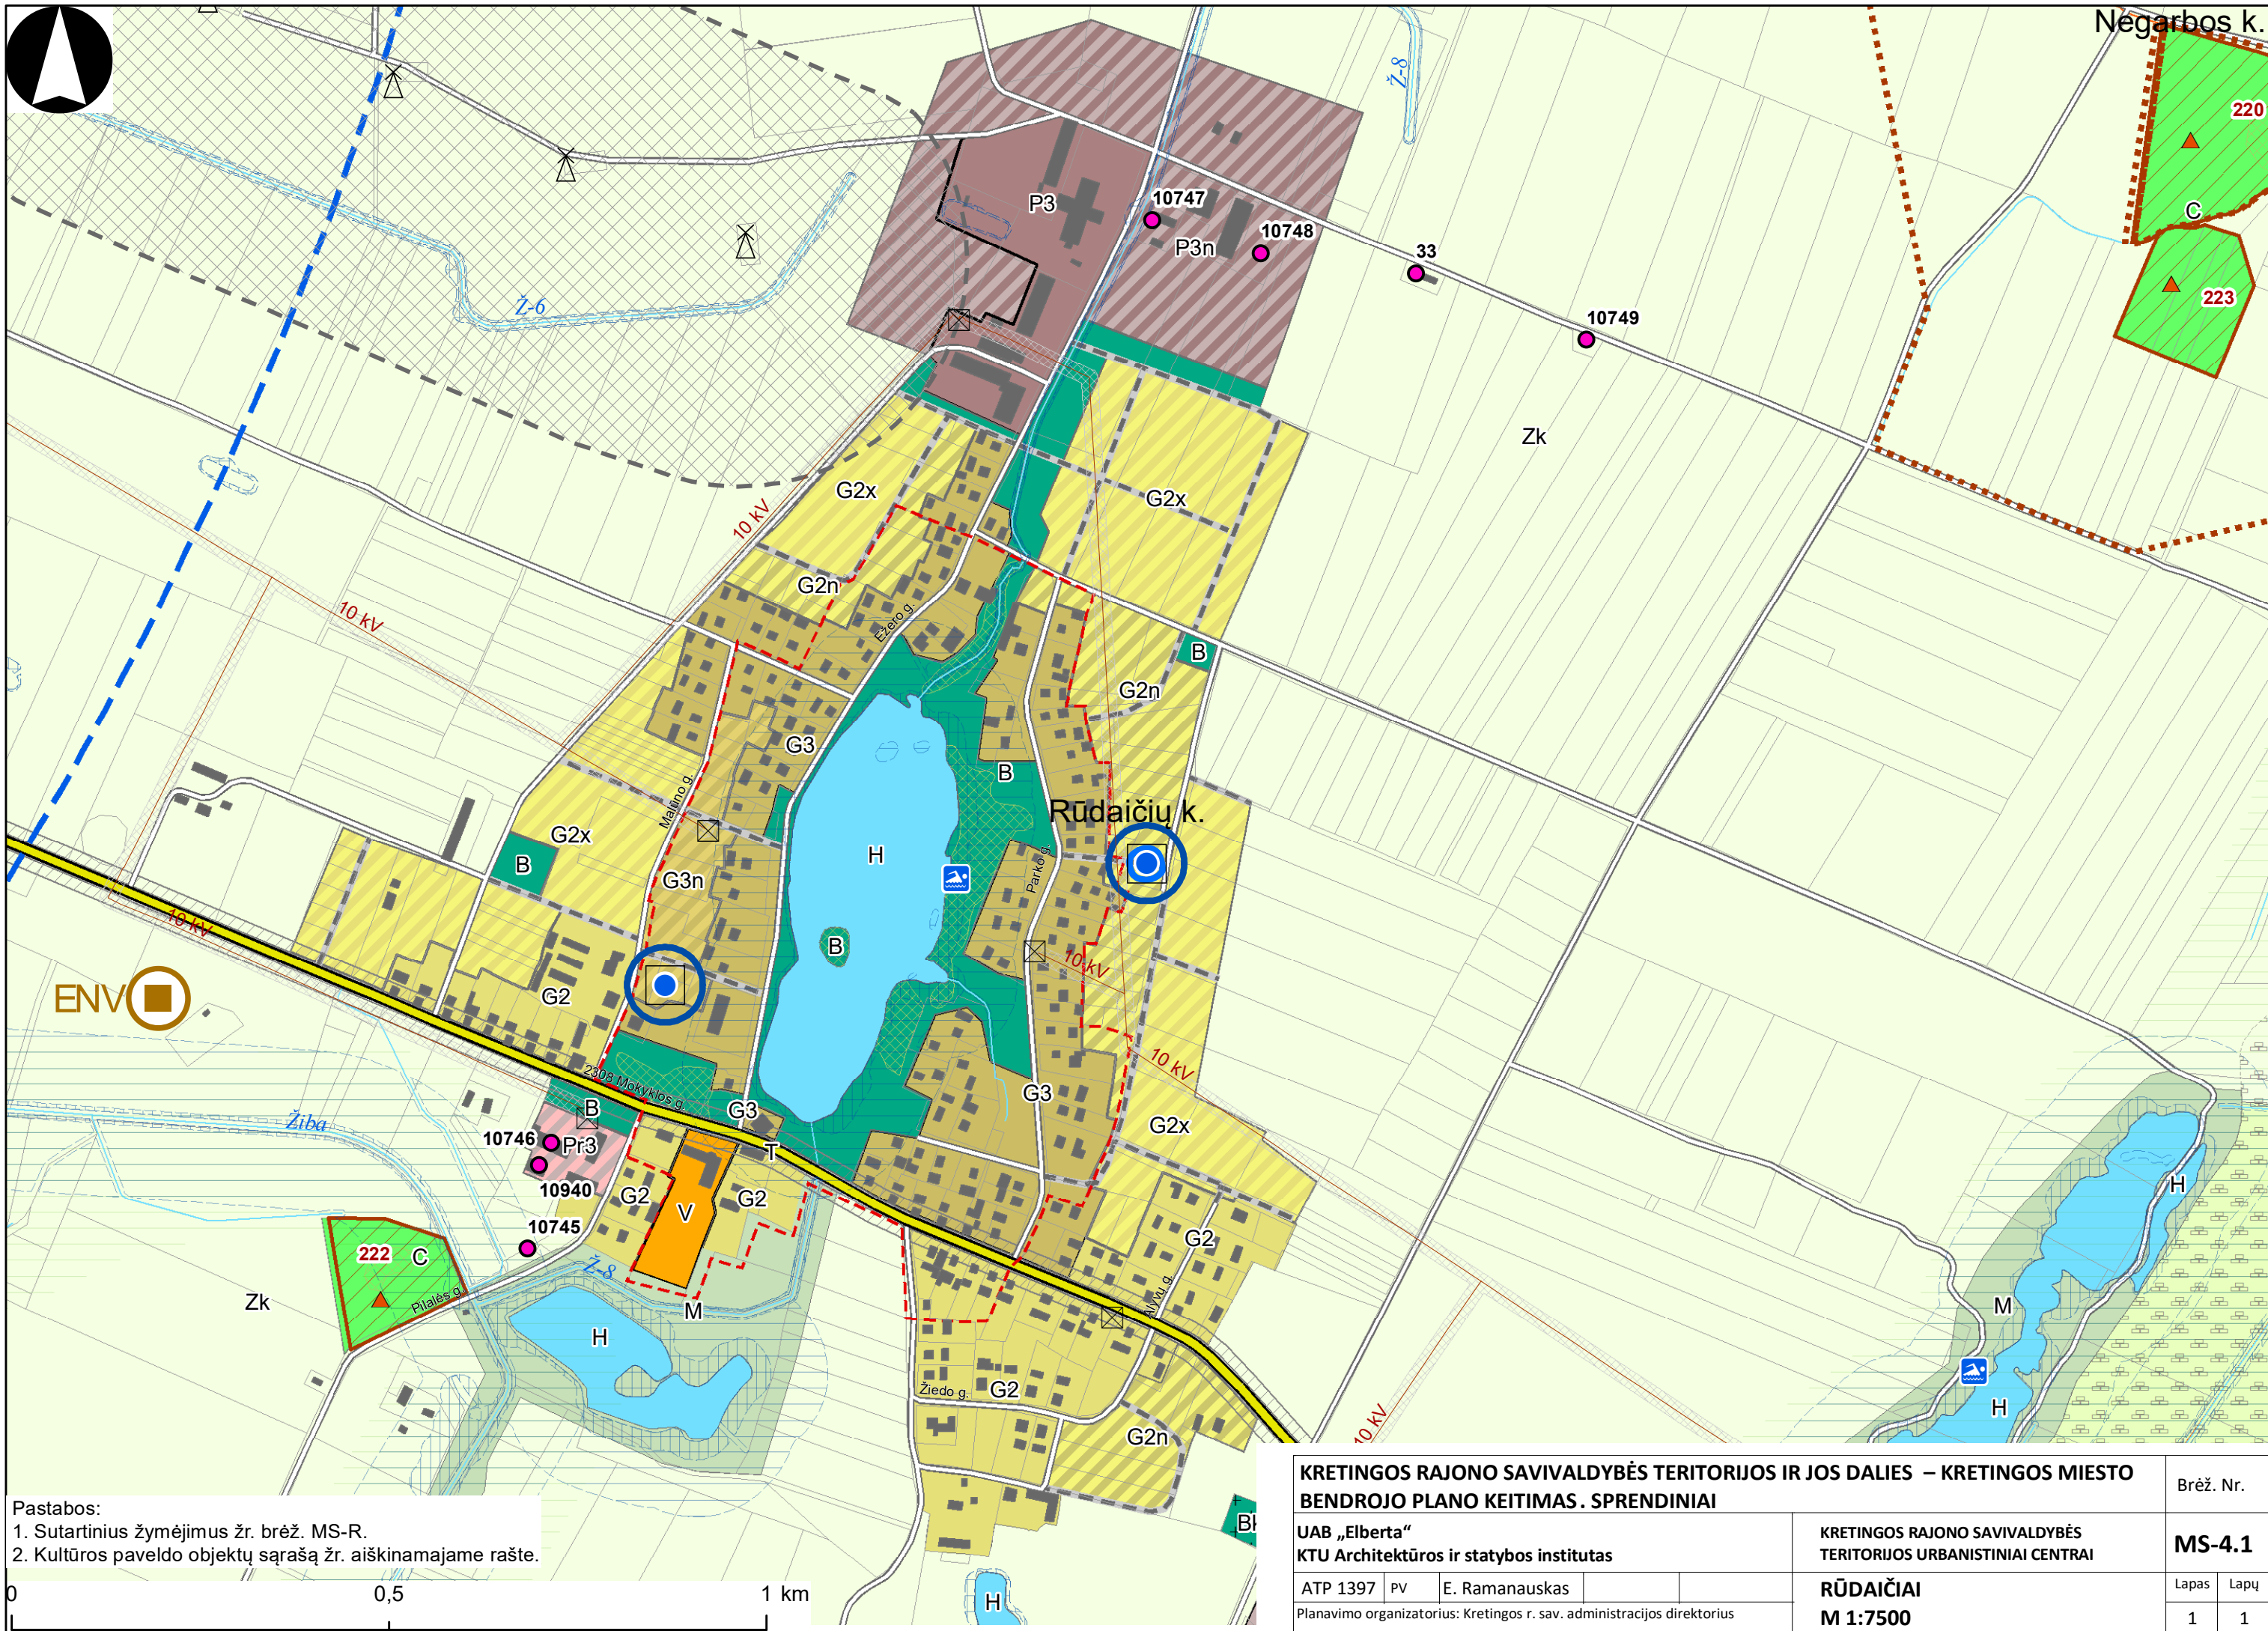 Negarbos k.
Ž-8
220
C
223
P3
10747
10748
P3n
33
10749
Ž-6
Zk
G2x
G2x
10 kV
G2n
10 kV
Ežero g.
B
G2n
G3
B
Rūdaičių k.
Malūno g.
G2x
B
H
G3n
Parko g.
10 kV
B
10 kV
ENV
G2
10 kV
2308 Mokyklos g.
G3
G3
B
Žiba
10746
Pr3
T
G2x
10940
G2
V
G2
H
10745
222
C
G2
Ž-8
Zk
Pilalės g.
M
M
Alyvų g.
H
Žiedo g.
G2
H
10 kV
G2n
H
Pastabos:
1. Sutartinius žymėjimus žr. brėž. MS-R.
2. Kultūros paveldo objektų sąrašą žr. aiškinamajame rašte.
0 0,5 1 km
KRETINGOS RAJONO SAVIVALDYBĖS TERITORIJOS IR JOS DALIES – KRETINGOS MIESTO
BENDROJO PLANO KEITIMAS. SPRENDINIAI
Brėž. Nr.
UAB „Elberta“
KTU Architektūros ir statybos institutas
KRETINGOS RAJONO SAVIVALDYBĖS
TERITORIJOS URBANISTINIAI CENTRAI
MS-4.1
ATP 1397 PV E. Ramanauskas
Planavimo organizatorius: Kretingos r. sav. administracijos direktorius
RŪDAIČIAI
M 1:7500
Lapas Lapų
1 1